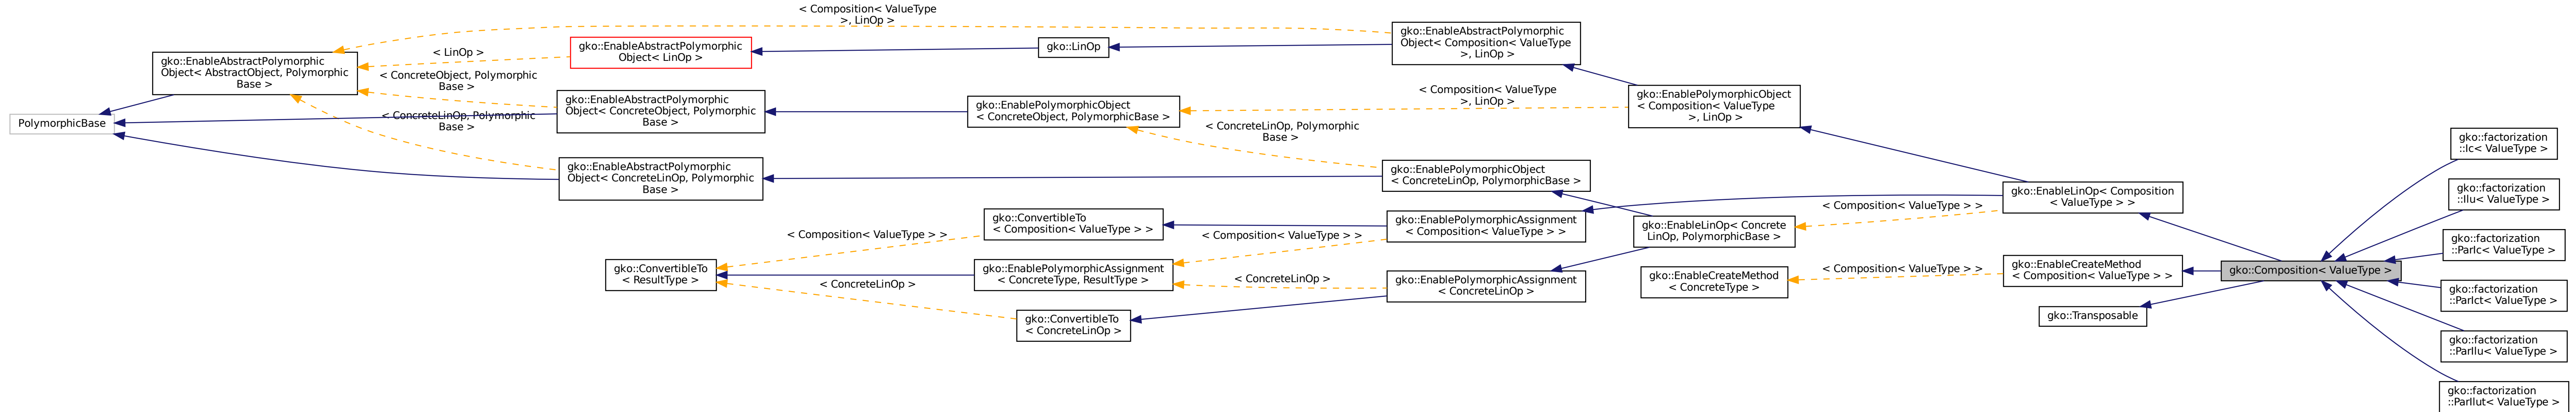 < Composition< ValueType
>, LinOp >
gko::EnableAbstractPolymorphic
Object< AbstractObject, Polymorphic
Base >
< LinOp >
gko::EnableAbstractPolymorphic
Object< LinOp >
gko::LinOp
gko::EnableAbstractPolymorphic
Object< Composition< ValueType
>, LinOp >
< ConcreteObject, Polymorphic
Base >
PolymorphicBase
< ConcreteLinOp, Polymorphic
Base >
gko::EnableAbstractPolymorphic
Object< ConcreteObject, Polymorphic
Base >
gko::EnablePolymorphicObject
< ConcreteObject, PolymorphicBase >
< Composition< ValueType
>, LinOp >
gko::EnablePolymorphicObject
< Composition< ValueType
>, LinOp >
< ConcreteLinOp, Polymorphic
Base >
gko::EnableAbstractPolymorphic
Object< ConcreteLinOp, Polymorphic
Base >
gko::EnablePolymorphicObject
< ConcreteLinOp, PolymorphicBase >
gko::EnableLinOp< Composition
< ValueType > >
gko::ConvertibleTo
< Composition< ValueType > >
gko::EnablePolymorphicAssignment
< Composition< ValueType > >
gko::EnableLinOp< Concrete
LinOp, PolymorphicBase >
< Composition< ValueType > >
< Composition< ValueType > >
< Composition< ValueType > >
gko::ConvertibleTo
< ResultType >
gko::EnablePolymorphicAssignment
< ConcreteType, ResultType >
< ConcreteLinOp >
< ConcreteLinOp >
gko::EnablePolymorphicAssignment
< ConcreteLinOp >
gko::EnableCreateMethod
< ConcreteType >
< Composition< ValueType > >
gko::EnableCreateMethod
< Composition< ValueType > >
gko::Composition< ValueType >
gko::ConvertibleTo
< ConcreteLinOp >
gko::Transposable
gko::factorization
::Ic< ValueType >
gko::factorization
::Ilu< ValueType >
gko::factorization
::ParIc< ValueType >
gko::factorization
::ParIct< ValueType >
gko::factorization
::ParIlu< ValueType >
gko::factorization
::ParIlut< ValueType >